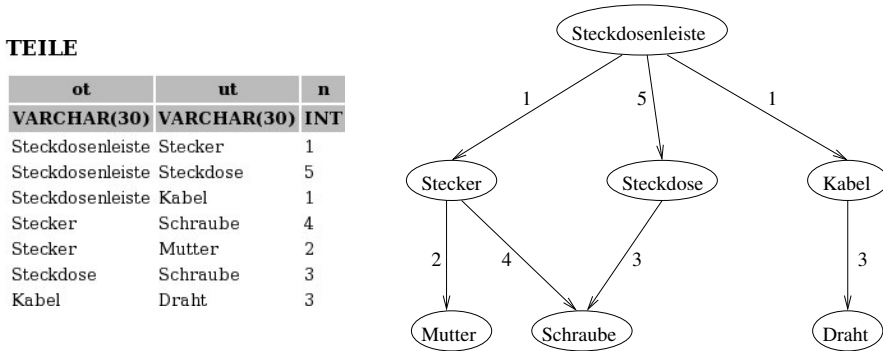 TEILE
ot ut n
VARCHAR(30) VARCHAR(30) INT
Steckdosenleiste Stecker 1
Steckdosenleiste Steckdose 5
Steckdosenleiste Kabel 1
Stecker Schraube 4
Stecker Mutter 2
Steckdose Schraube 3
Kabel Draht 3
Steckdosenleiste
1 5 1
Stecker Steckdose Kabel
2 4 3 3
Mutter Schraube Draht